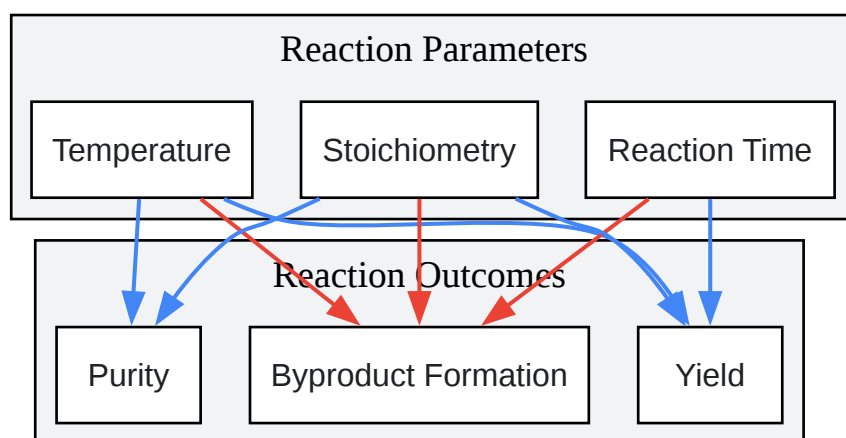 Reaction Parameters
Temperature
Stoichiometry
Reaction Time
Reaction Outcomes
Purity
Byproduct Formation
Yield